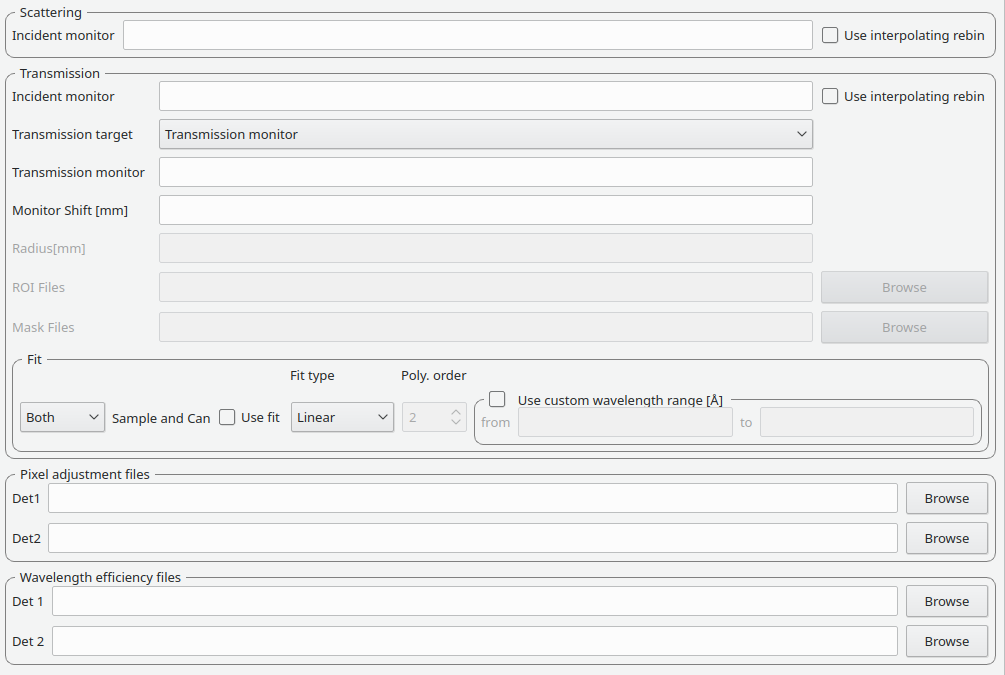 Scattering
Incident monitor
Use interpolating rebin
Transmission
Incident monitor
Use interpolating rebin
Transmission target
Transmission monitor
Transmission monitor
Monitor Shift [mm]
Radius[mm]
ROI Files
Browse
Mask Files
Browse
Fit
Fit type
Poly. order
Both
Sample and Can
Use fit
Linear
2
Use custom wavelength range [Å]
from
to
Pixel adjustment files
Det1
Browse
Det2
Browse
Wavelength efficiency files
Det 1
Browse
Det 2
Browse